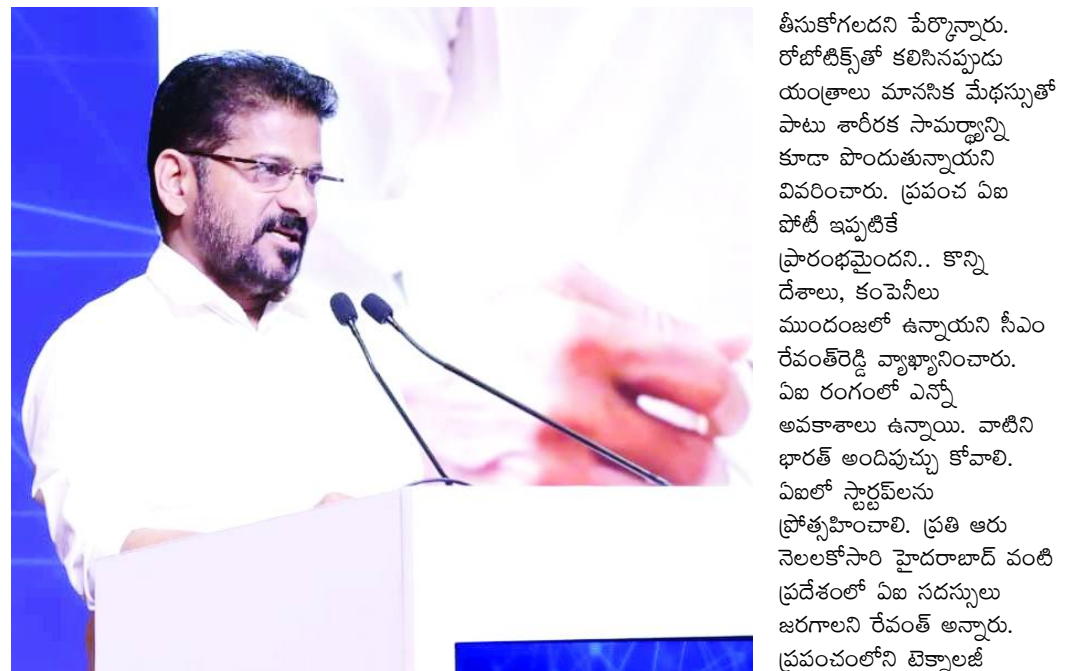 తీసుకోగలదని పేర్కొన్నారు.
రోబోటిక్స్‌తో కలిసినప్పుడు
యంత్రాలు మానసిక మేథస్సుతో
పాటు శారీరక సామర్థ్యాన్ని
కూడా పొందుతున్నాయని
వివరించారు. ప్రపంచ ఏఐ
పోటీ ఇప్పటికే
ప్రారంభమైందని.. కొన్ని
దేశాలు, కంపెనీలు
ముందంజలో ఉన్నాయని సీఎం
రేవంత్‌రెడ్డి వ్యాఖ్యానించారు.
ఏఐ రంగంలో ఎన్నో
అవకాశాలు ఉన్నాయి. వాటిని
భారత్ అందిపుచ్చు కోవాలి.
ఏఐలో స్టార్టప్‌లను
ప్రోత్సహించాలి. ప్రతి ఆరు
నెలలకోసారి హైదరాబాద్ వంటి
ప్రదేశంలో ఏఐ సదస్సులు
జరగాలని రేవంత్ అన్నారు.
ప్రపంచంలోని టెక్నాలజీ